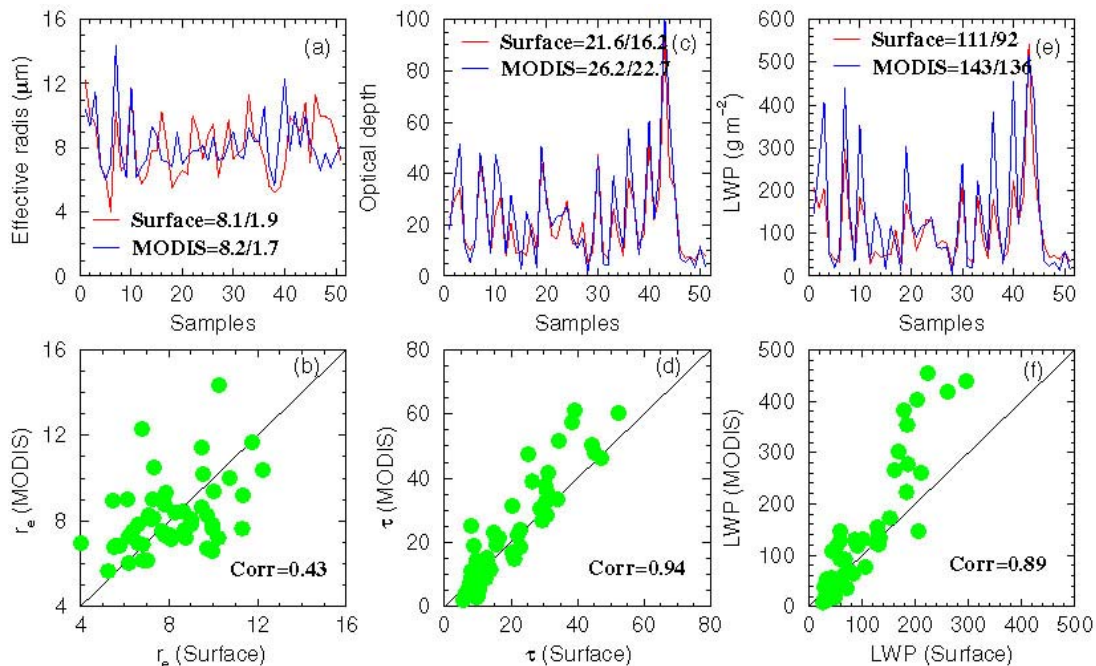 (a)
Effective radis (μm)
16
12
8
4
0
Surface=8.1/1.9
MODIS=8.2/1.7
0 10 20 30 40 50
Samples
(c)
Optical depth
100
80
60
40
20
0
Surface=21.6/16.2
MODIS=26.2/22.7
0 10 20 30 40 50
Samples
(e)
LWP (g m-2)
600
500
400
300
200
100
0
Surface=111/92
MODIS=143/136
0 10 20 30 40 50
Samples
(b)
re (MODIS)
16
12
8
4
Corr=0.43
4 8 12 16
re (Surface)
(d)
τ (MODIS)
80
60
40
20
0
Corr=0.94
0 20 40 60 80
τ (Surface)
(f)
LWP (MODIS)
500
400
300
200
100
0
Corr=0.89
0 100 200 300 400 500
LWP (Surface)